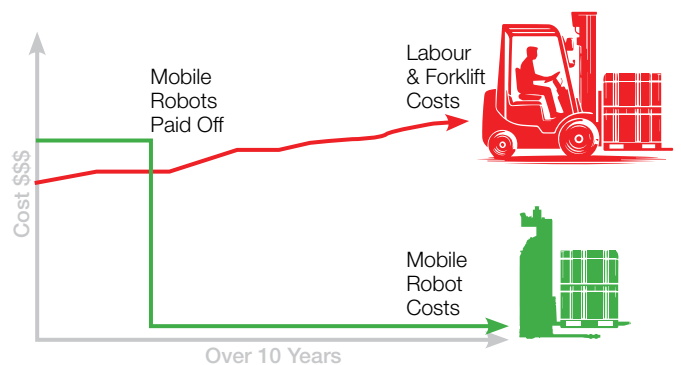 Mobile
Robots
Paid Off
Labour
& Forklift
Costs
Cost $$$
Mobile
Robot
Costs
Over 10 Years